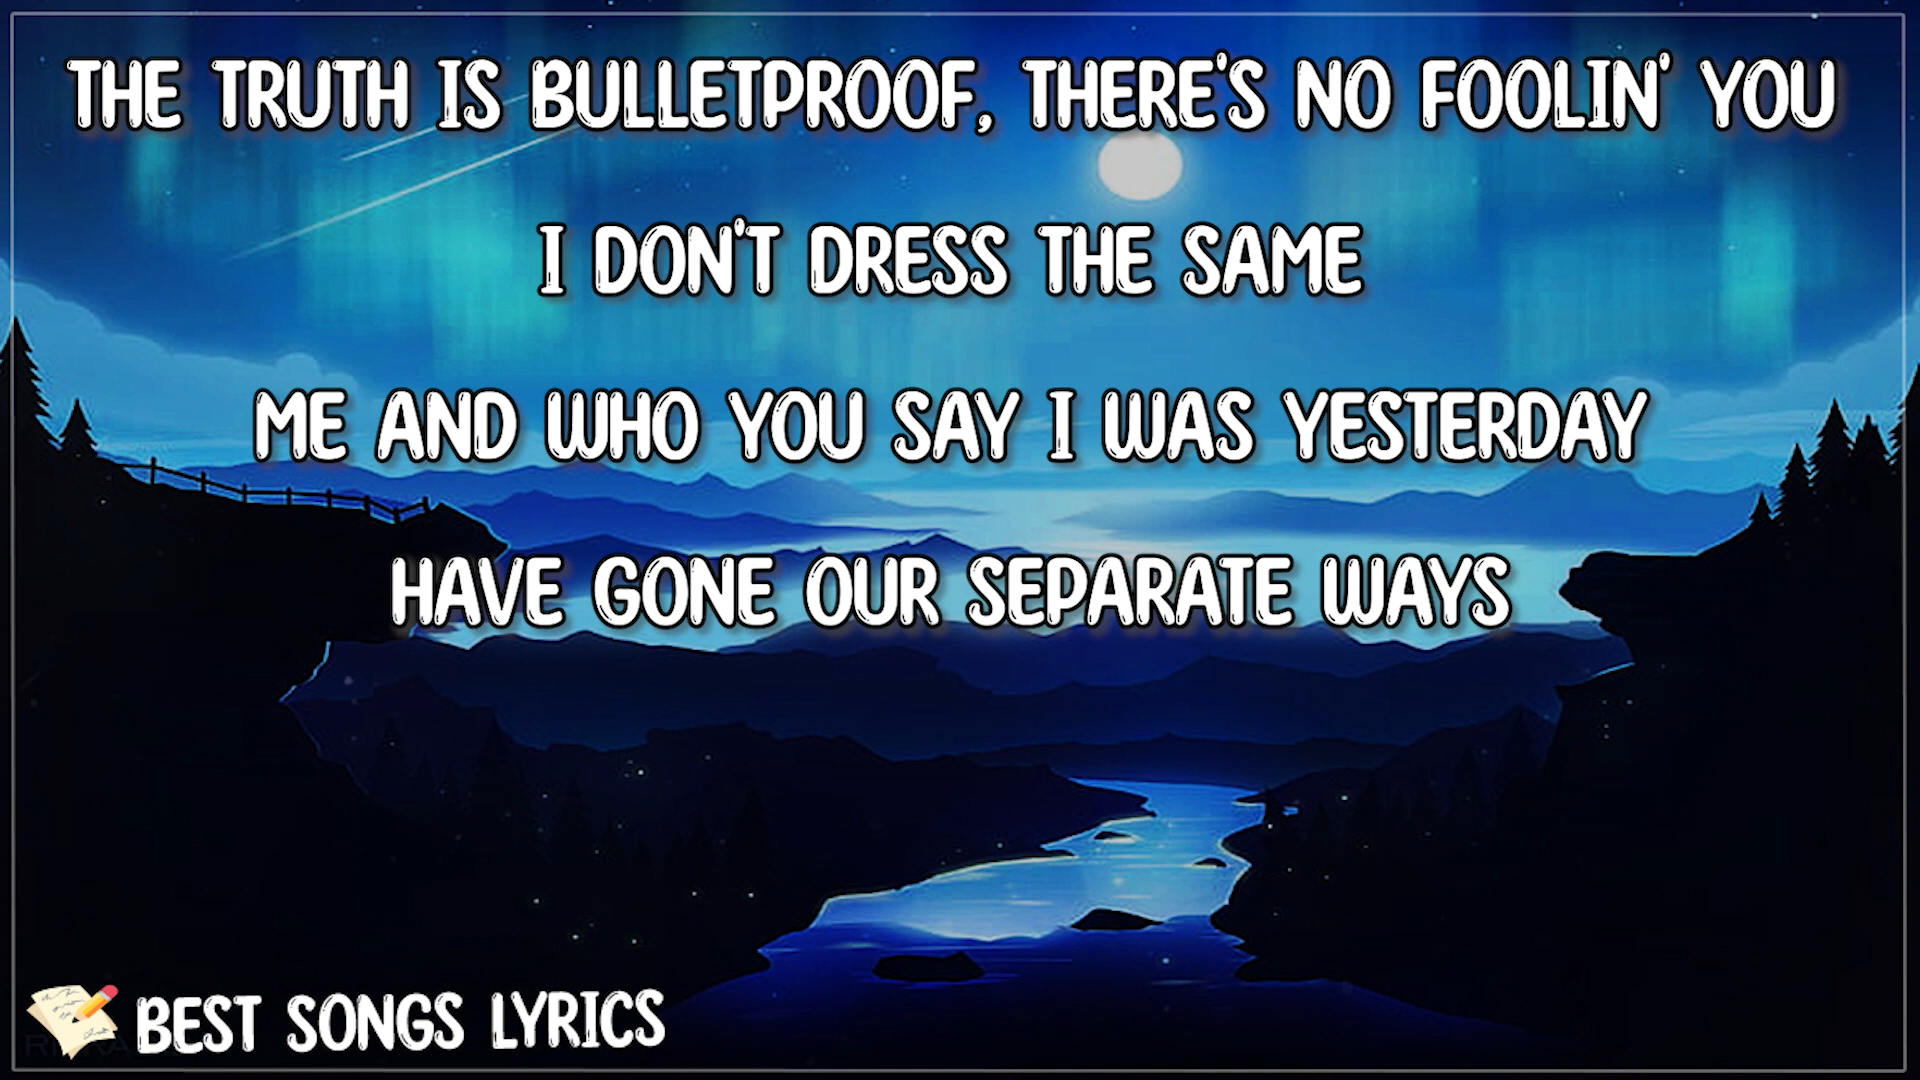 THE TRUTH IS BULLETPROOF, THERE'S NO FOOLIN' YOU
I DON'T DRESS THE SAME
ME AND WHO YOU SAY I WAS YESTERDAY
HAVE GONE OUR SEPARATE WAYS
BEST SONGS LYRICS